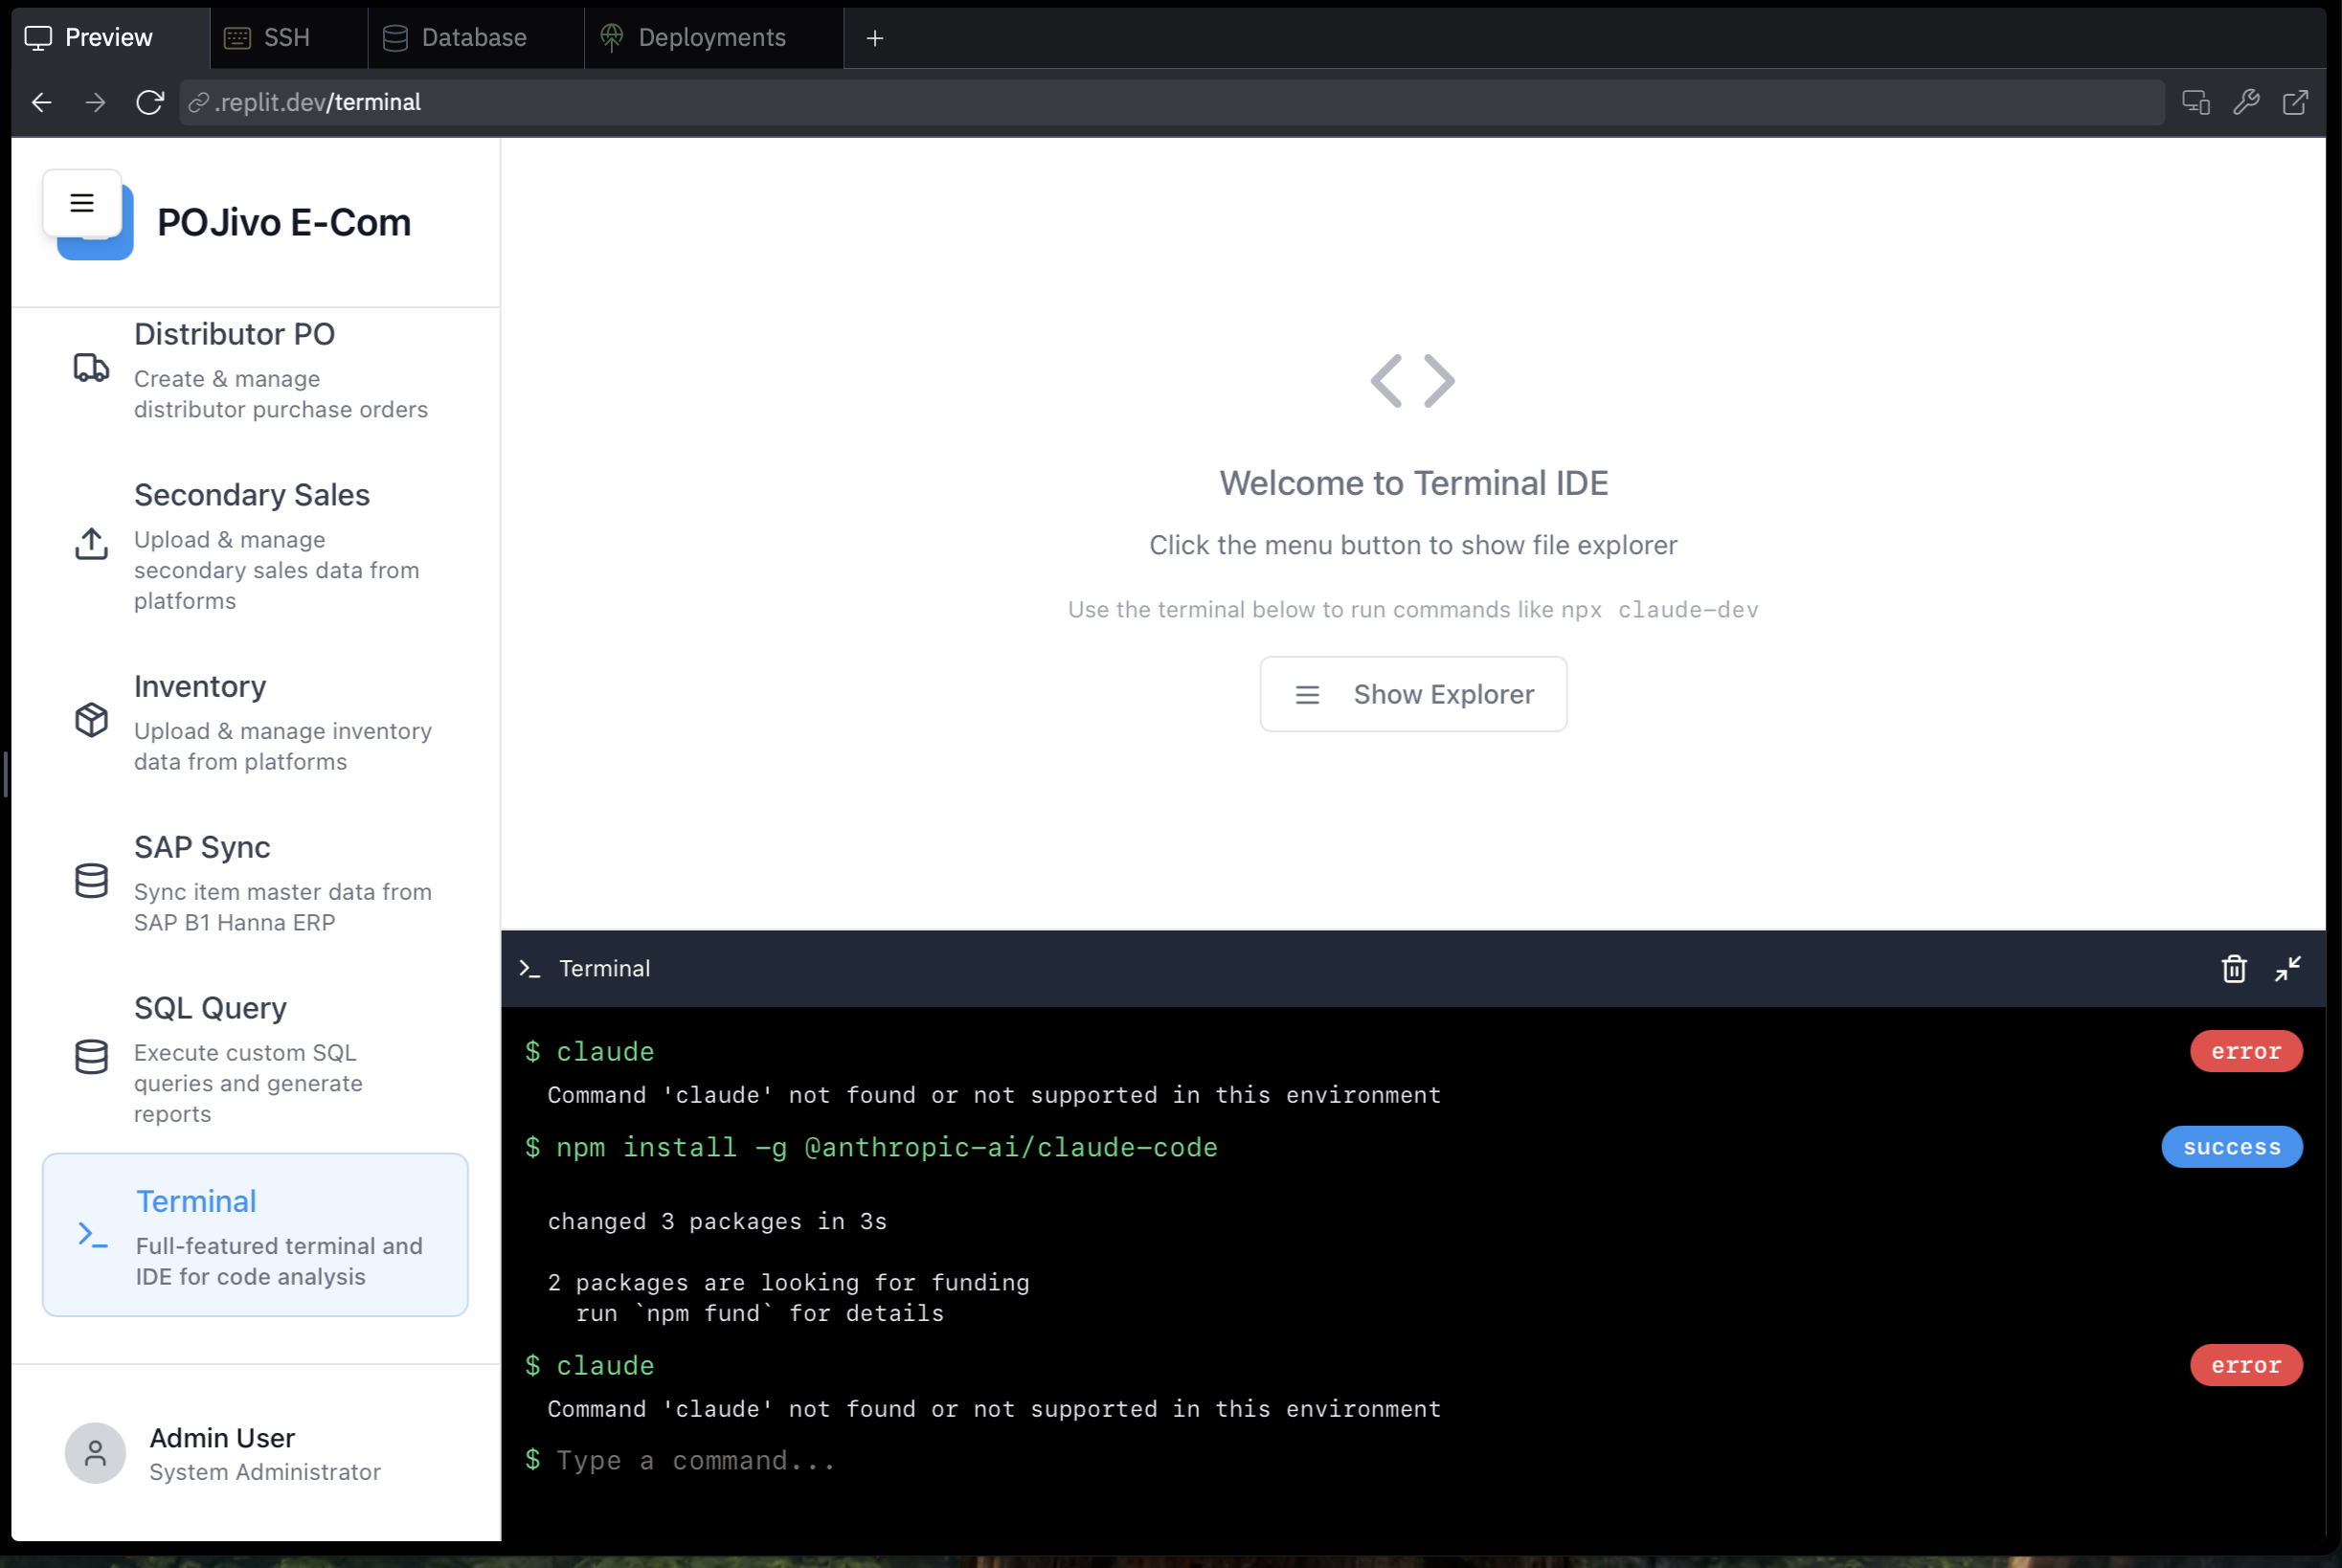 Preview
SSH
Database
Deployments
.replit.dev/terminal
POJivo E-Com
Distributor PO
Create & manage
distributor purchase orders
Secondary Sales
Upload & manage
secondary sales data from
platforms
Inventory
Upload & manage inventory
data from platforms
SAP Sync
Sync item master data from
SAP B1 Hanna ERP
SQL Query
Execute custom SQL
queries and generate
reports
Terminal
Full-featured terminal and
IDE for code analysis
Admin User
System Administrator
Welcome to Terminal IDE
Click the menu button to show file explorer
Use the terminal below to run commands like npx claude-dev
Show Explorer
Terminal
$ claude
error
Command 'claude' not found or not supported in this environment
$ npm install -g @anthropic-ai/claude-code
success
changed 3 packages in 3s
2 packages are looking for funding
run `npm fund` for details
$ claude
error
Command 'claude' not found or not supported in this environment
$ Type a command...